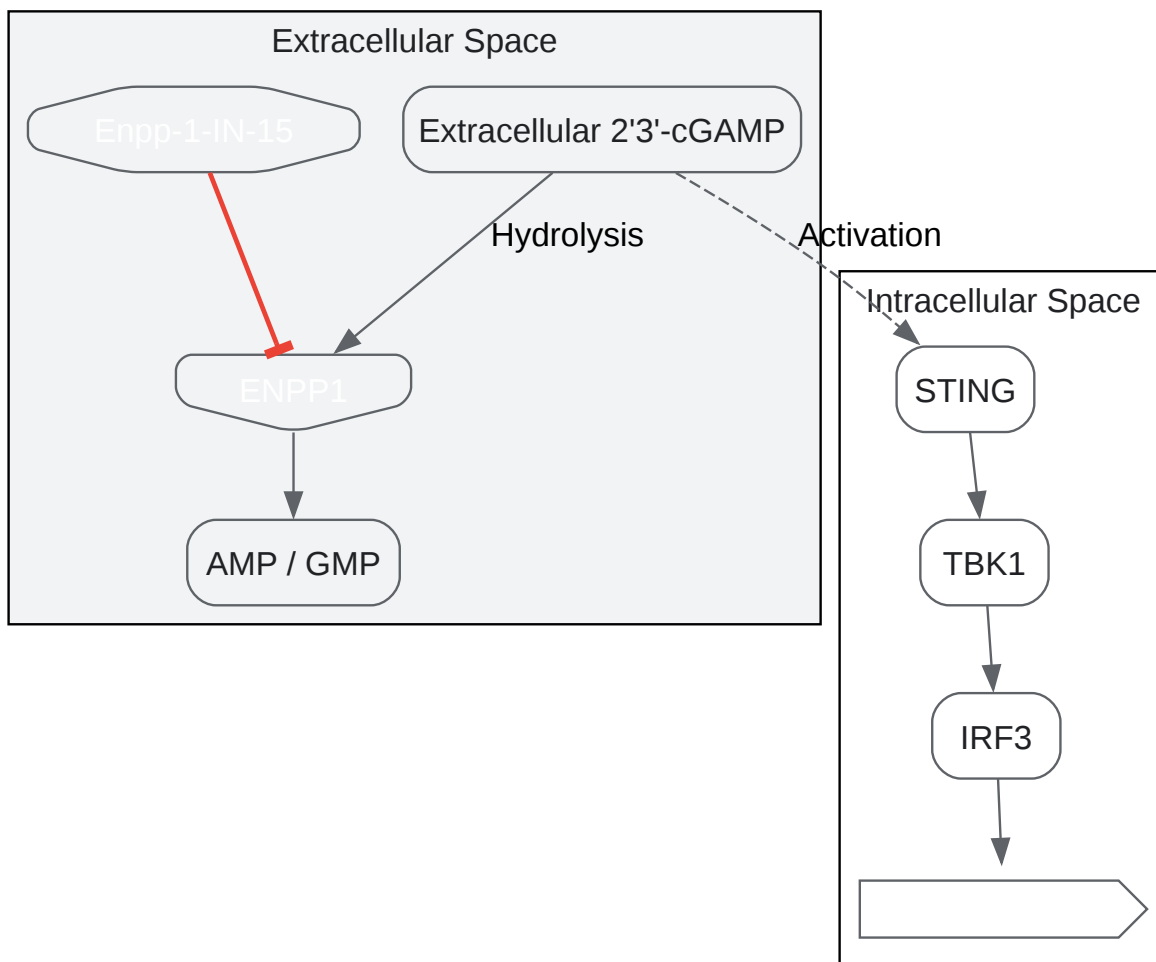 Extracellular Space
Enpp-1-IN-15
Extracellular 2'3'-cGAMP
Hydrolysis
Activation
Intracellular Space
ENPP1
STING
AMP / GMP
TBK1
IRF3